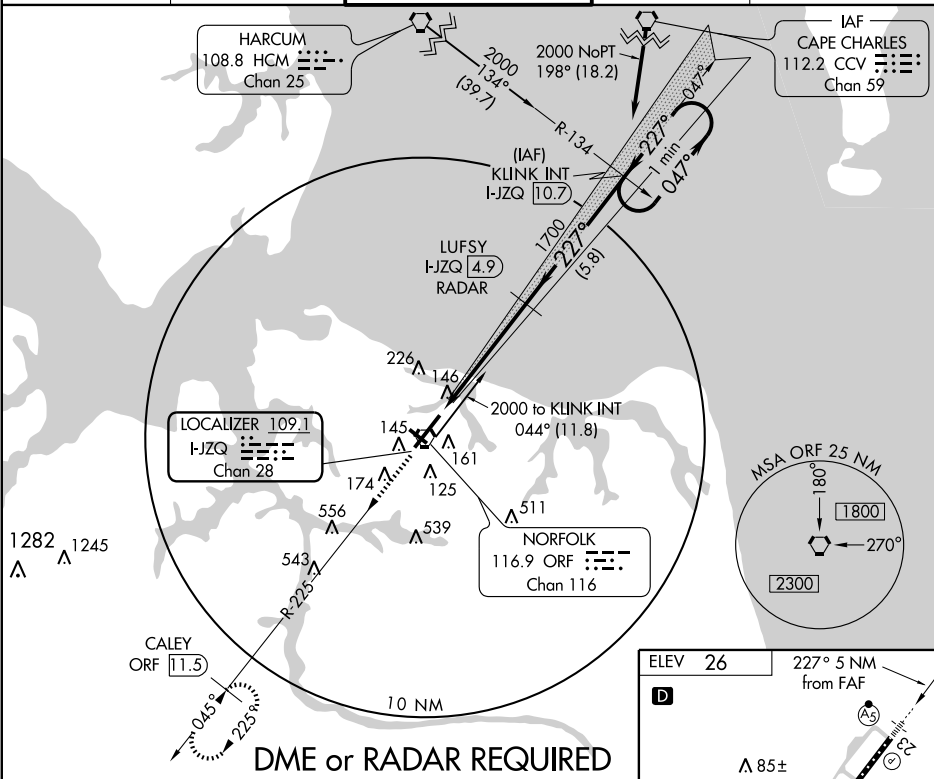 HARCUM
108.8 HCM
Chan 25
2000
134°
(39.7)
R-134
2000 NoPT
198° (18.2)
IAF
CAPE CHARLES
112.2 CCV
Chan 59
047°
227°
1 min
047°
(IAF)
KLINK INT
I-JZQ 10.7
1700
227°
(5.8)
LUFSY
I-JZQ 4.9
RADAR
226
146
2000 to KLINK INT
044° (11.8)
LOCALIZER 109.1
I-JZQ
Chan 28
145
161
174
125
556
539
511
543
NORFOLK
116.9 ORF
Chan 116
1282
1245
R-225
MSA ORF 25 NM
180°
1800
270°
2300
CALEY
ORF 11.5
045°
225°
10 NM
DME or RADAR REQUIRED
ELEV 26
D
227° 5 NM
from FAF
A5
23
P
85±